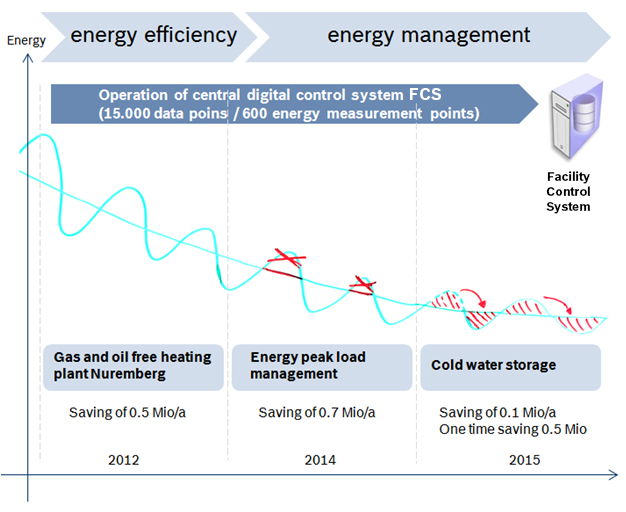 energy efficiency
energy management
Energy
Operation of central digital control system FCS
(15.000 data poins / 600 energy measurement points)
Facility
Control
System
Gas and oil free heating
plant Nuremberg
Energy peak load
management
Cold water storage
Saving of 0.5 Mio/a
Saving of 0.7 Mio/a
Saving of 0.1 Mio/a
One time saving 0.5 Mio
2012
2014
2015